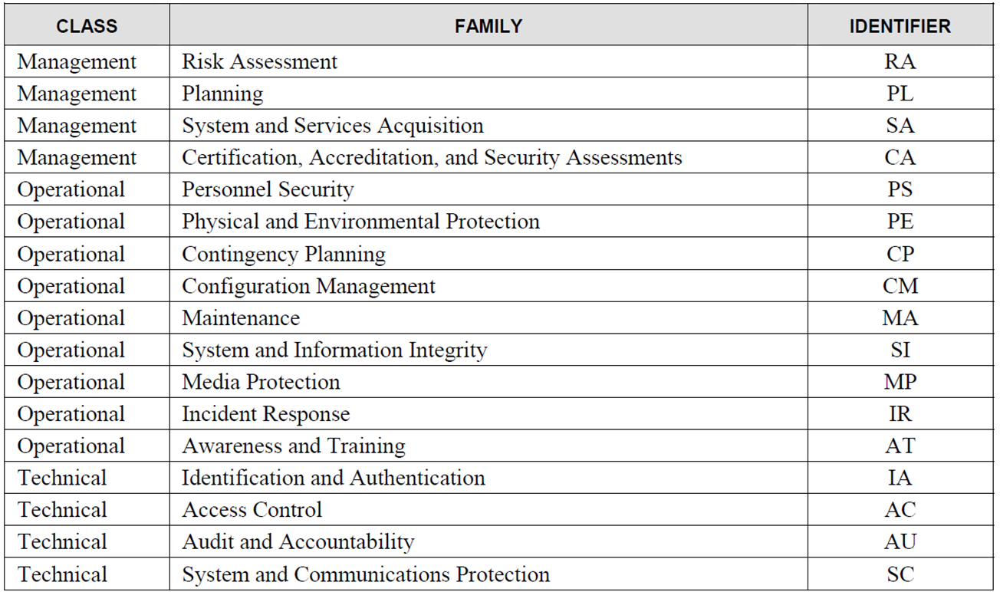 CLASS FAMILY IDENTIFIER
Management Risk Assessment RA
Management Planning PL
Management System and Services Acquisition SA
Management Certification, Accreditation, and Security Assessments CA
Operational Personnel Security PS
Operational Physical and Environmental Protection PE
Operational Contingency Planning CP
Operational Configuration Management CM
Operational Maintenance MA
Operational System and Information Integrity SI
Operational Media Protection MP
Operational Incident Response IR
Operational Awareness and Training AT
Technical Identification and Authentication IA
Technical Access Control AC
Technical Audit and Accountability AU
Technical System and Communications Protection SC